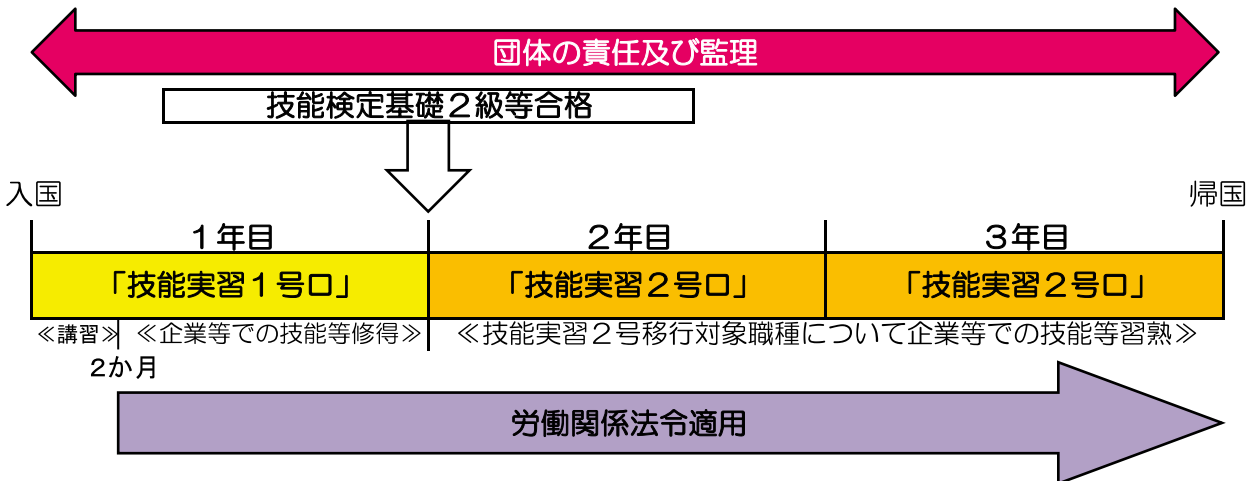 団体の責任及び監理
技能検定基礎２級等合格
入国
帰国
１年目
２年目
３年目
「技能実習１号ロ」
「技能実習２号ロ」
「技能実習２号ロ」
≪講習≫
≪企業等での技能等修得≫
≪技能実習２号移行対象職種について企業等での技能等習熟≫
２か月
労働関係法令適用